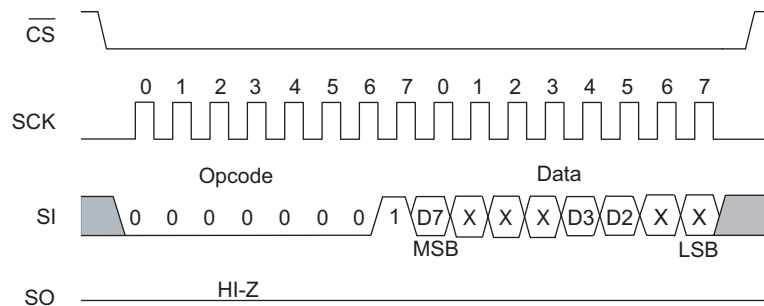 CS
0 1 2 3 4 5 6 7 0 1 2 3 4 5 6 7
SCK
Opcode Data
SI 0 0 0 0 0 0 0 1 D7 X X X D3 D2 X X
MSB LSB
HI-Z
SO